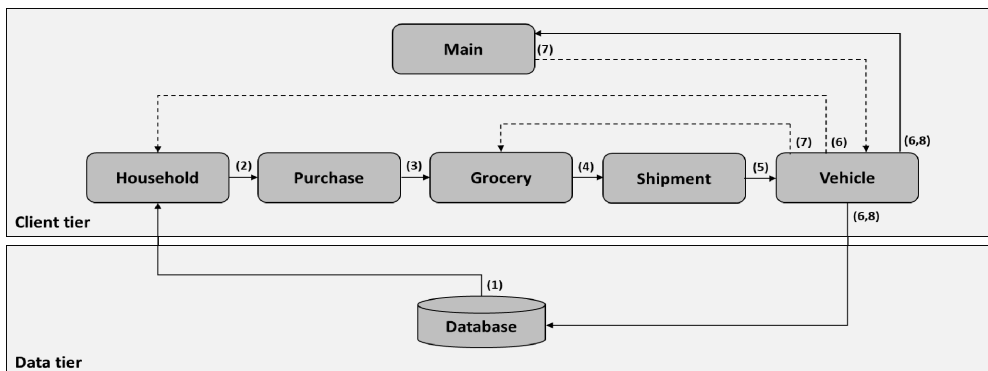 Main
(7)
(7)
(6)
(6,8)
Household
(2)
Purchase
(3)
Grocery
(4)
Shipment
(5)
Vehicle
Client tier
(6,8)
(1)
Database
Data tier